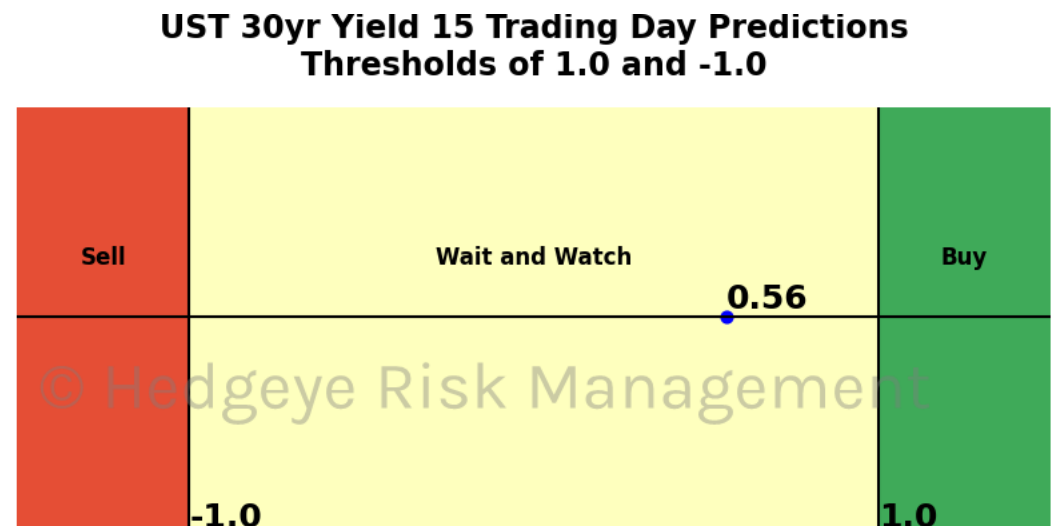 UST 30yr Yield 15 Trading Day Predictions
Thresholds of 1.0 and -1.0
Sell
Wait and Watch
Buy
0.56
© Hedgeye Risk Management
-1.0
1.0